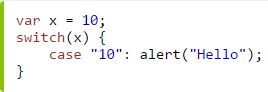 var x = 10;
switch(x) {
    case "10": alert("Hello");
}